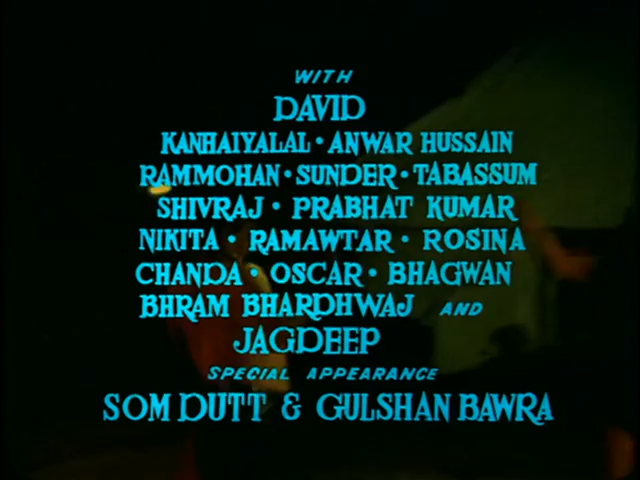 WITH
DAVID
KANHAIYALAL • ANWAR HUSSAIN
RAMMOHAN • SUNDER • TABASSUM
SHIVRAJ • PRABHAT KUMAR
NIKITA • RAMAWTAR • ROSINA
CHANDA • OSCAR • BHAGWAN
BHRAM BHARDHWAJ AND
JAGDEEP
SPECIAL APPEARANCE
SOM DUTT & GULSHAN BAWRA